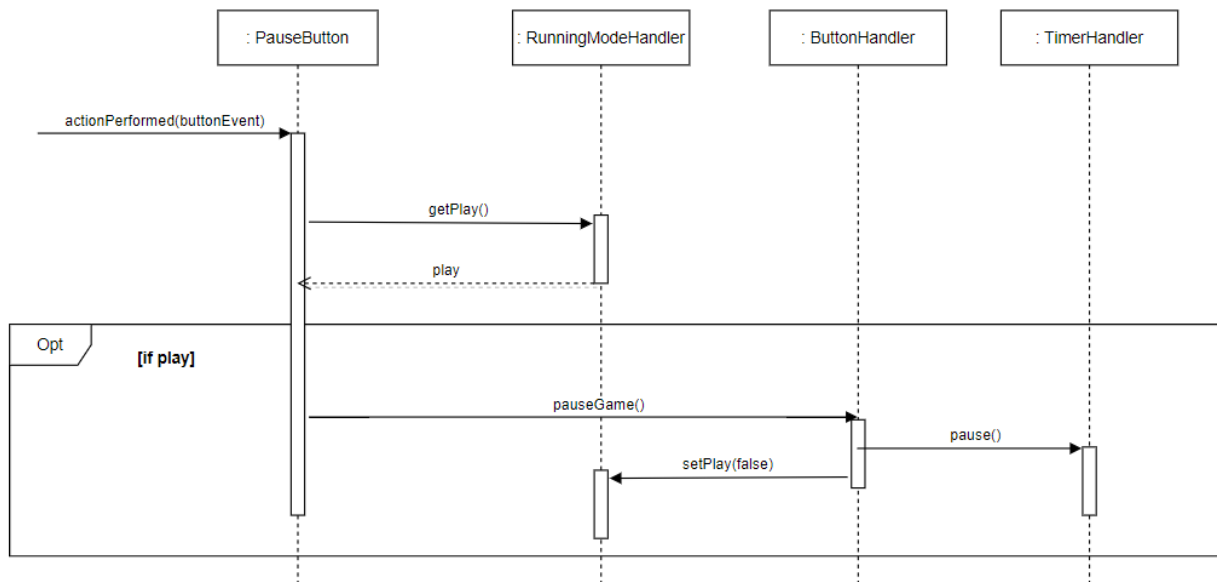 : PauseButton
: RunningModeHandler
: ButtonHandler
: TimerHandler
actionPerformed(buttonEvent)
getPlay()
play
Opt
[if play]
pauseGame()
pause()
setPlay(false)